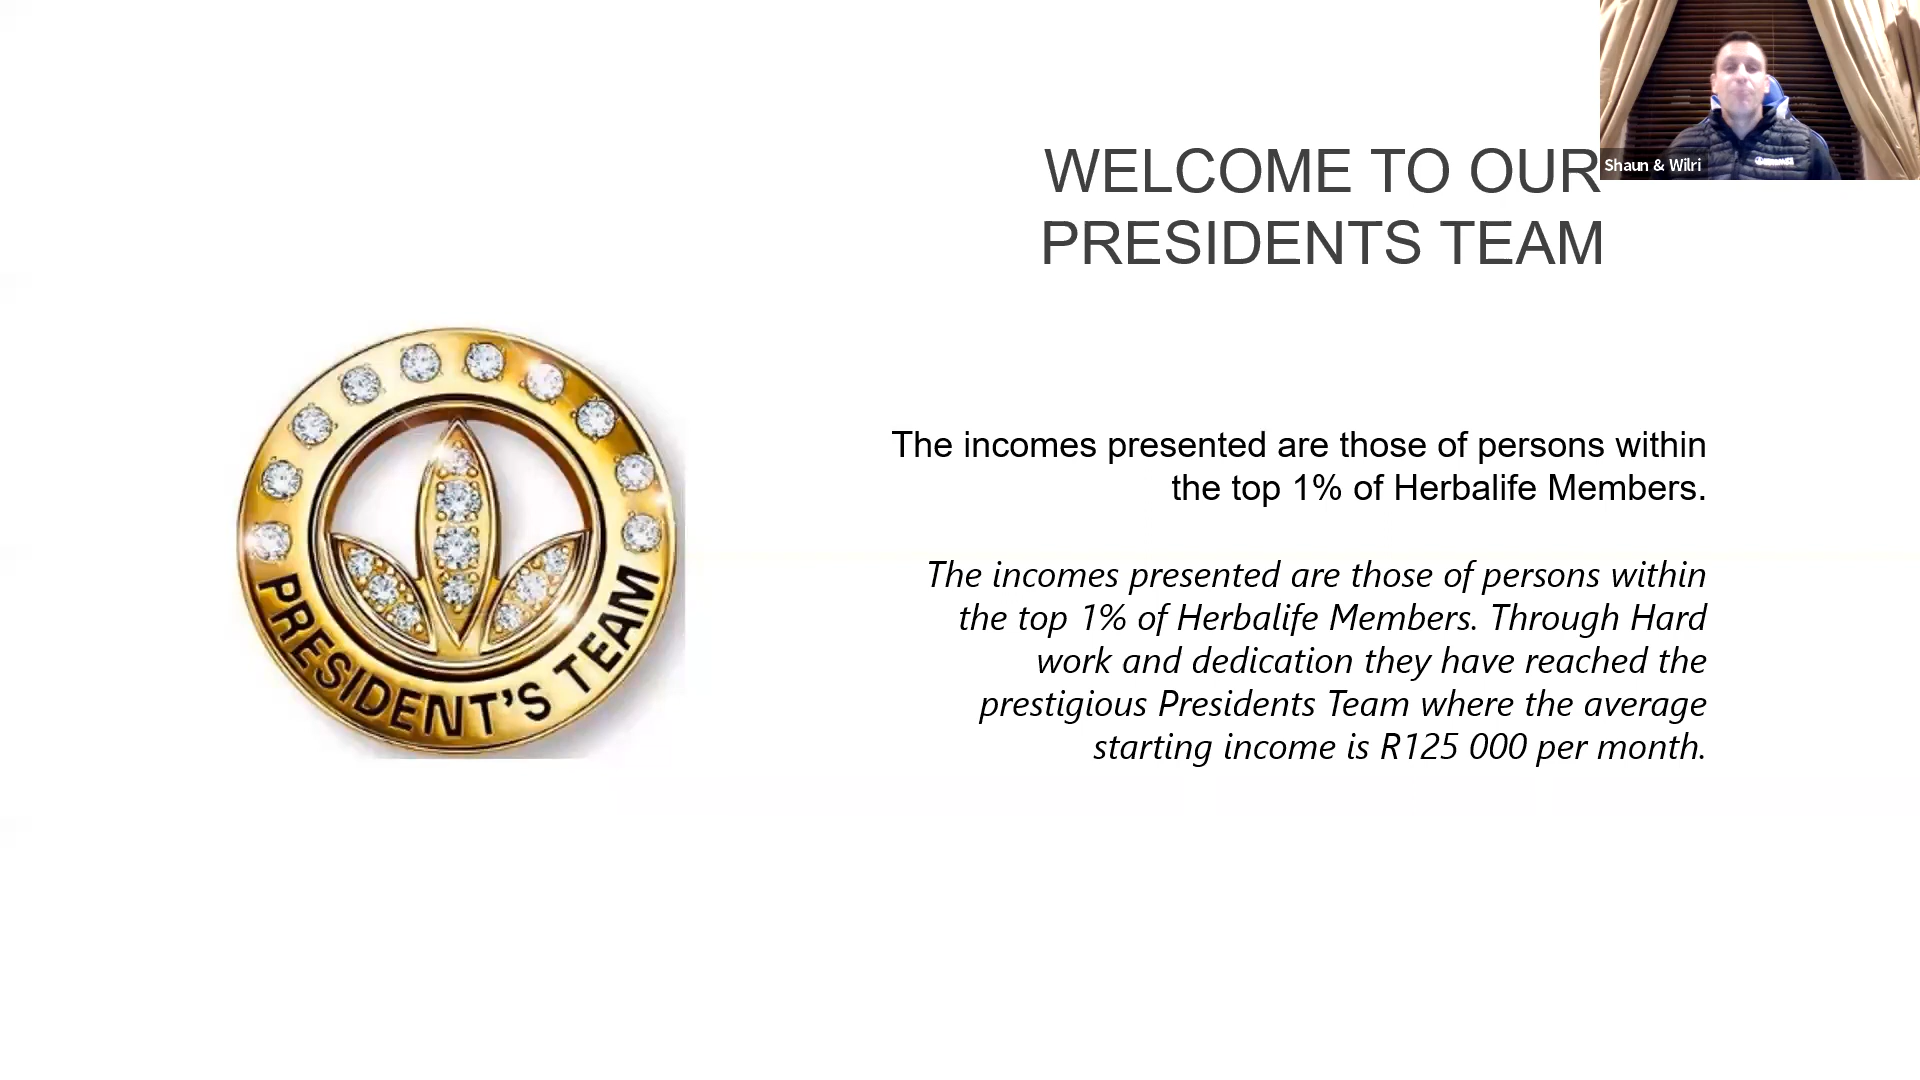 WELCOME TO OUR
PRESIDENTS TEAM
Shaun & Wilri
The incomes presented are those of persons within
the top 1% of Herbalife Members.
The incomes presented are those of persons within
the top 1% of Herbalife Members. Through Hard
work and dedication they have reached the
prestigious Presidents Team where the average
starting income is R125 000 per month.
PRESIDENT'S TEAM